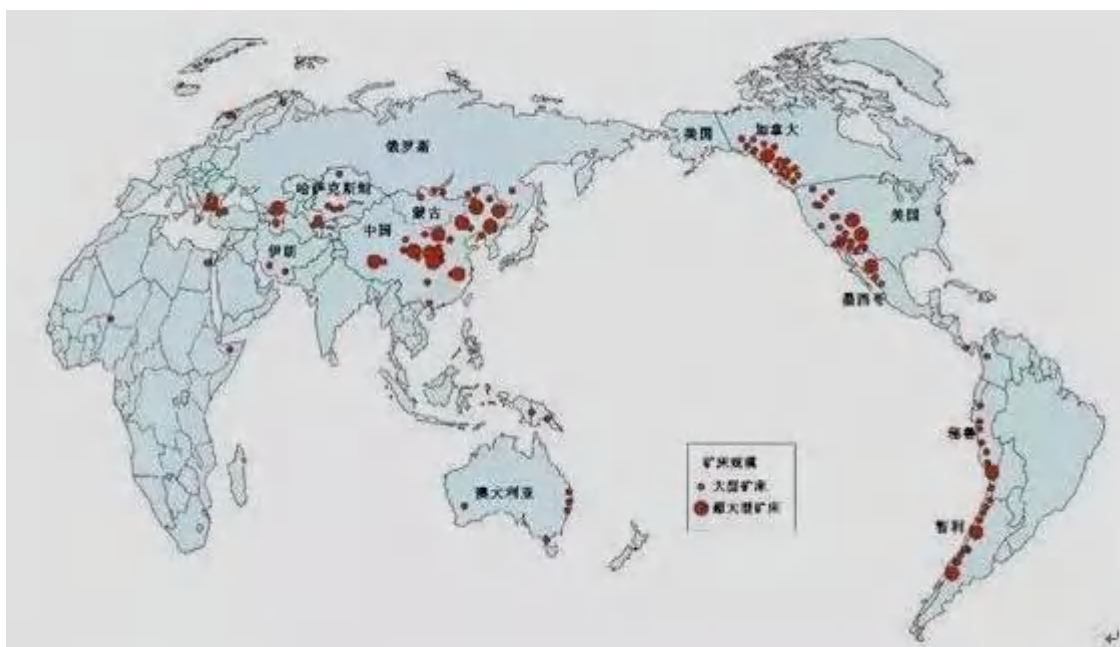 俄罗斯
美国
加拿大
哈萨克斯坦
蒙古
美国
中国
伊朗
墨西哥
秘鲁
矿床规模
大型矿床
超大型矿床
澳大利亚
智利